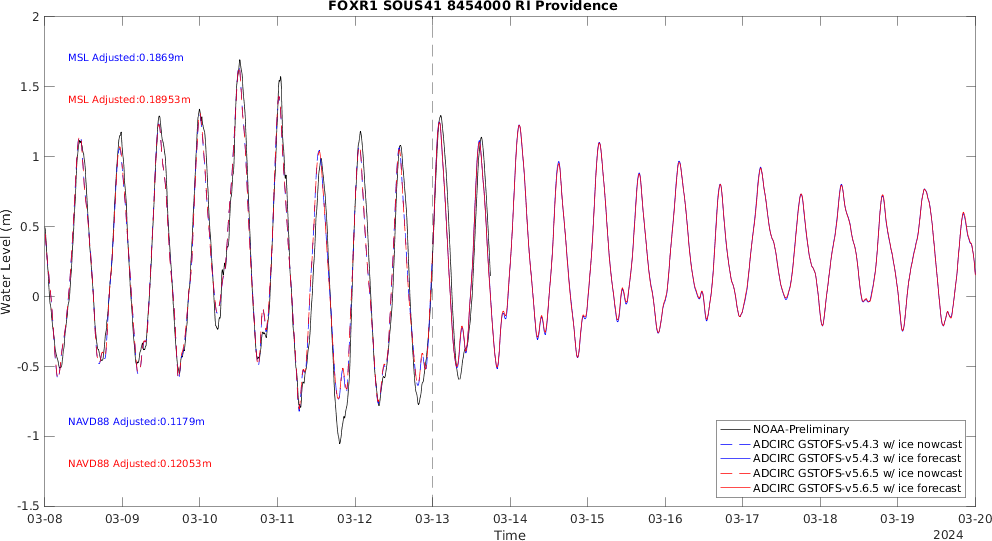 FOXR1 SOUS41 8454000 RI Providence
2
1.5
1
0.5
0
-0.5
-1
-1.5
Water Level (m)
MSL Adjusted:0.1869m
MSL Adjusted:0.18953m
NAVD88 Adjusted:0.1179m
NAVD88 Adjusted:0.12053m
NOAA-Preliminary
ADCIRC GSTOFS-v5.4.3 w/ ice nowcast
ADCIRC GSTOFS-v5.4.3 w/ ice forecast
ADCIRC GSTOFS-v5.6.5 w/ ice nowcast
ADCIRC GSTOFS-v5.6.5 w/ ice forecast
03-08 03-09 03-10 03-11 03-12 03-13 03-14 03-15 03-16 03-17 03-18 03-19 03-20
Time
2024